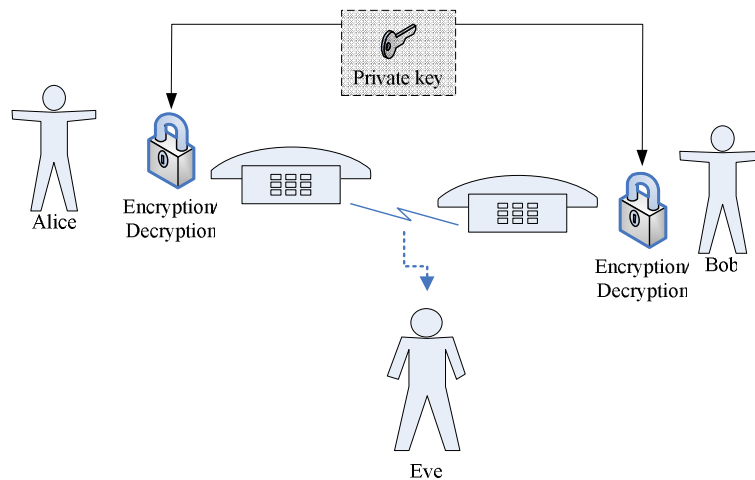 Private key
Alice
Encryption/
Decryption
Encryption/
Decryption
Bob
Eve